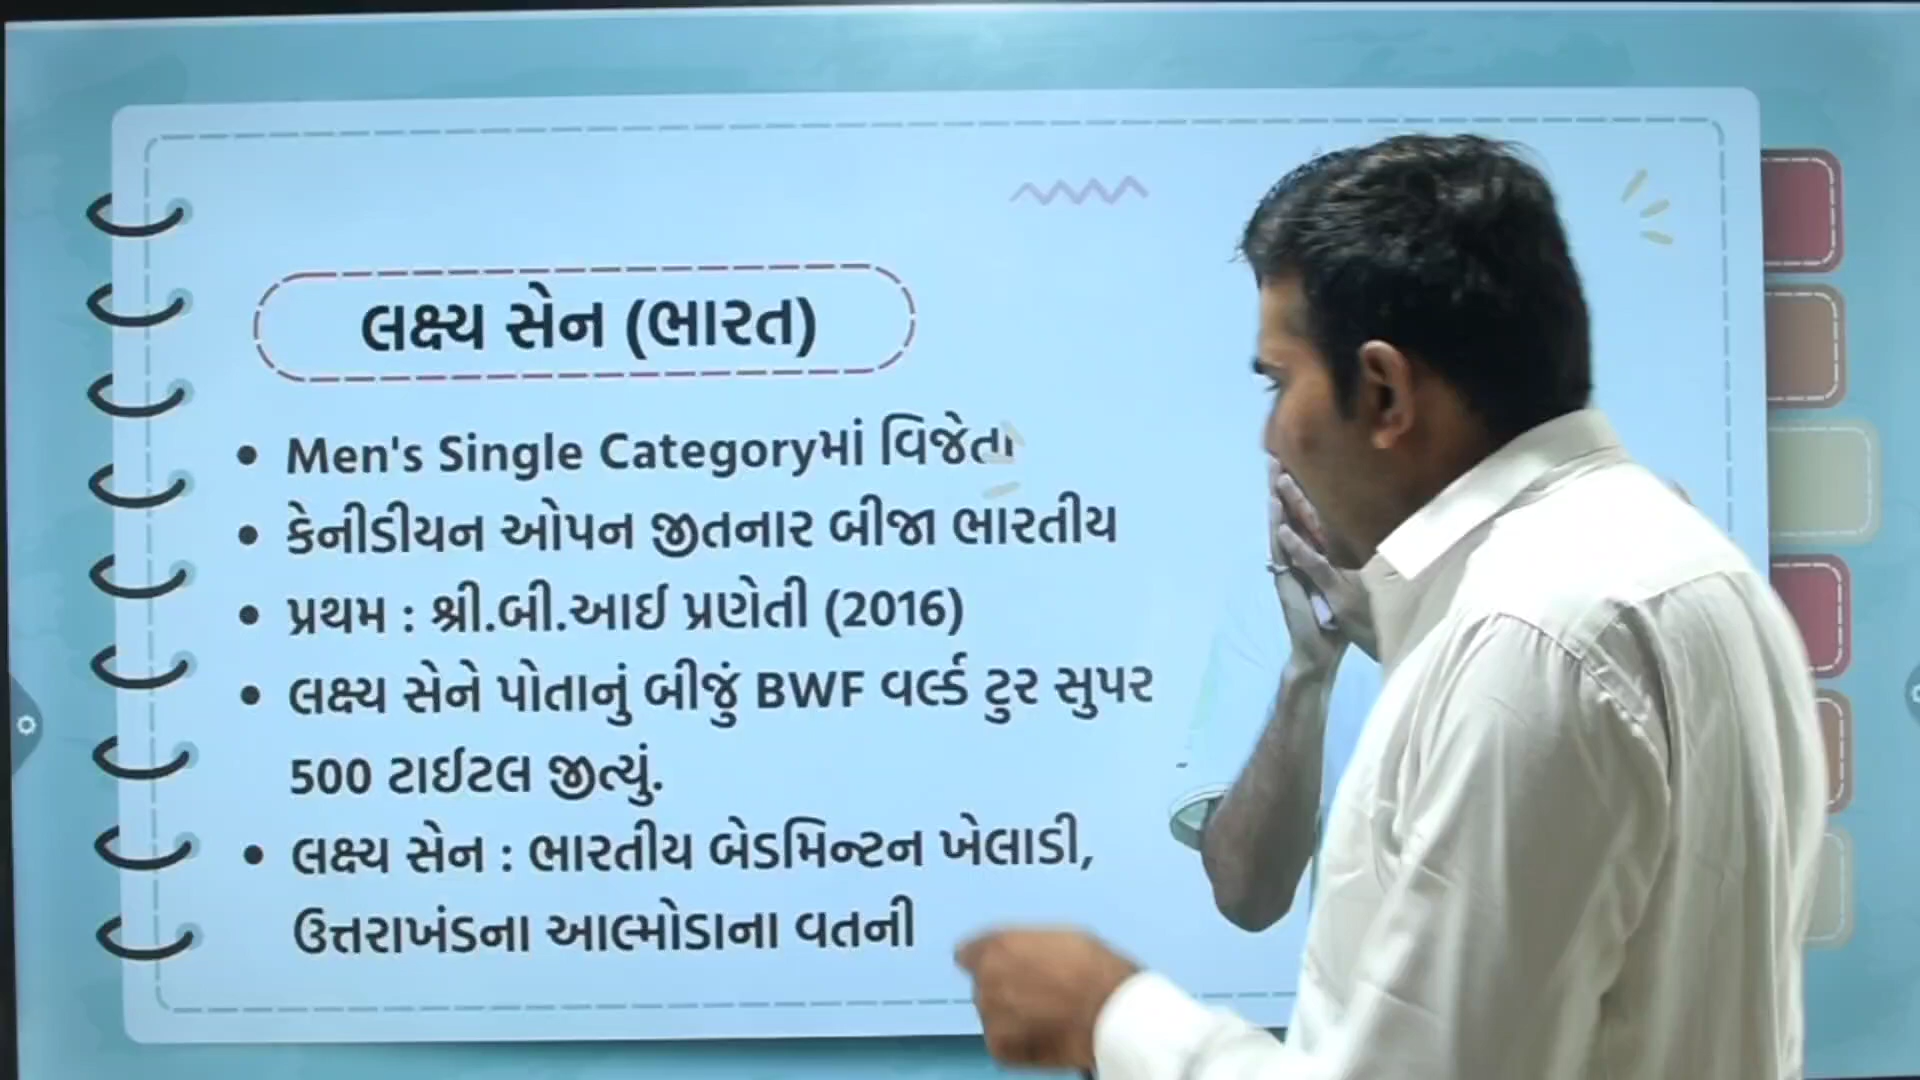 લક્ષ્ય સેન (ભારત)
Men's Single Categoryમાં વિજેતા
કેનીડીયન ઓપન જીતનાર બીજા ભારતીય
પ્રથમ : શ્રી.બી.આઈ પ્રણેતી (2016)
લક્ષ્ય સેને પોતાનું બીજું BWF વર્લ્ડ ટુર સુપર
500 ટાઈટલ જીત્યું.
લક્ષ્ય સેન : ભારતીય બેડમિન્ટન ખેલાડી,
ઉત્તરાખંડના આલ્મોડાના વતની